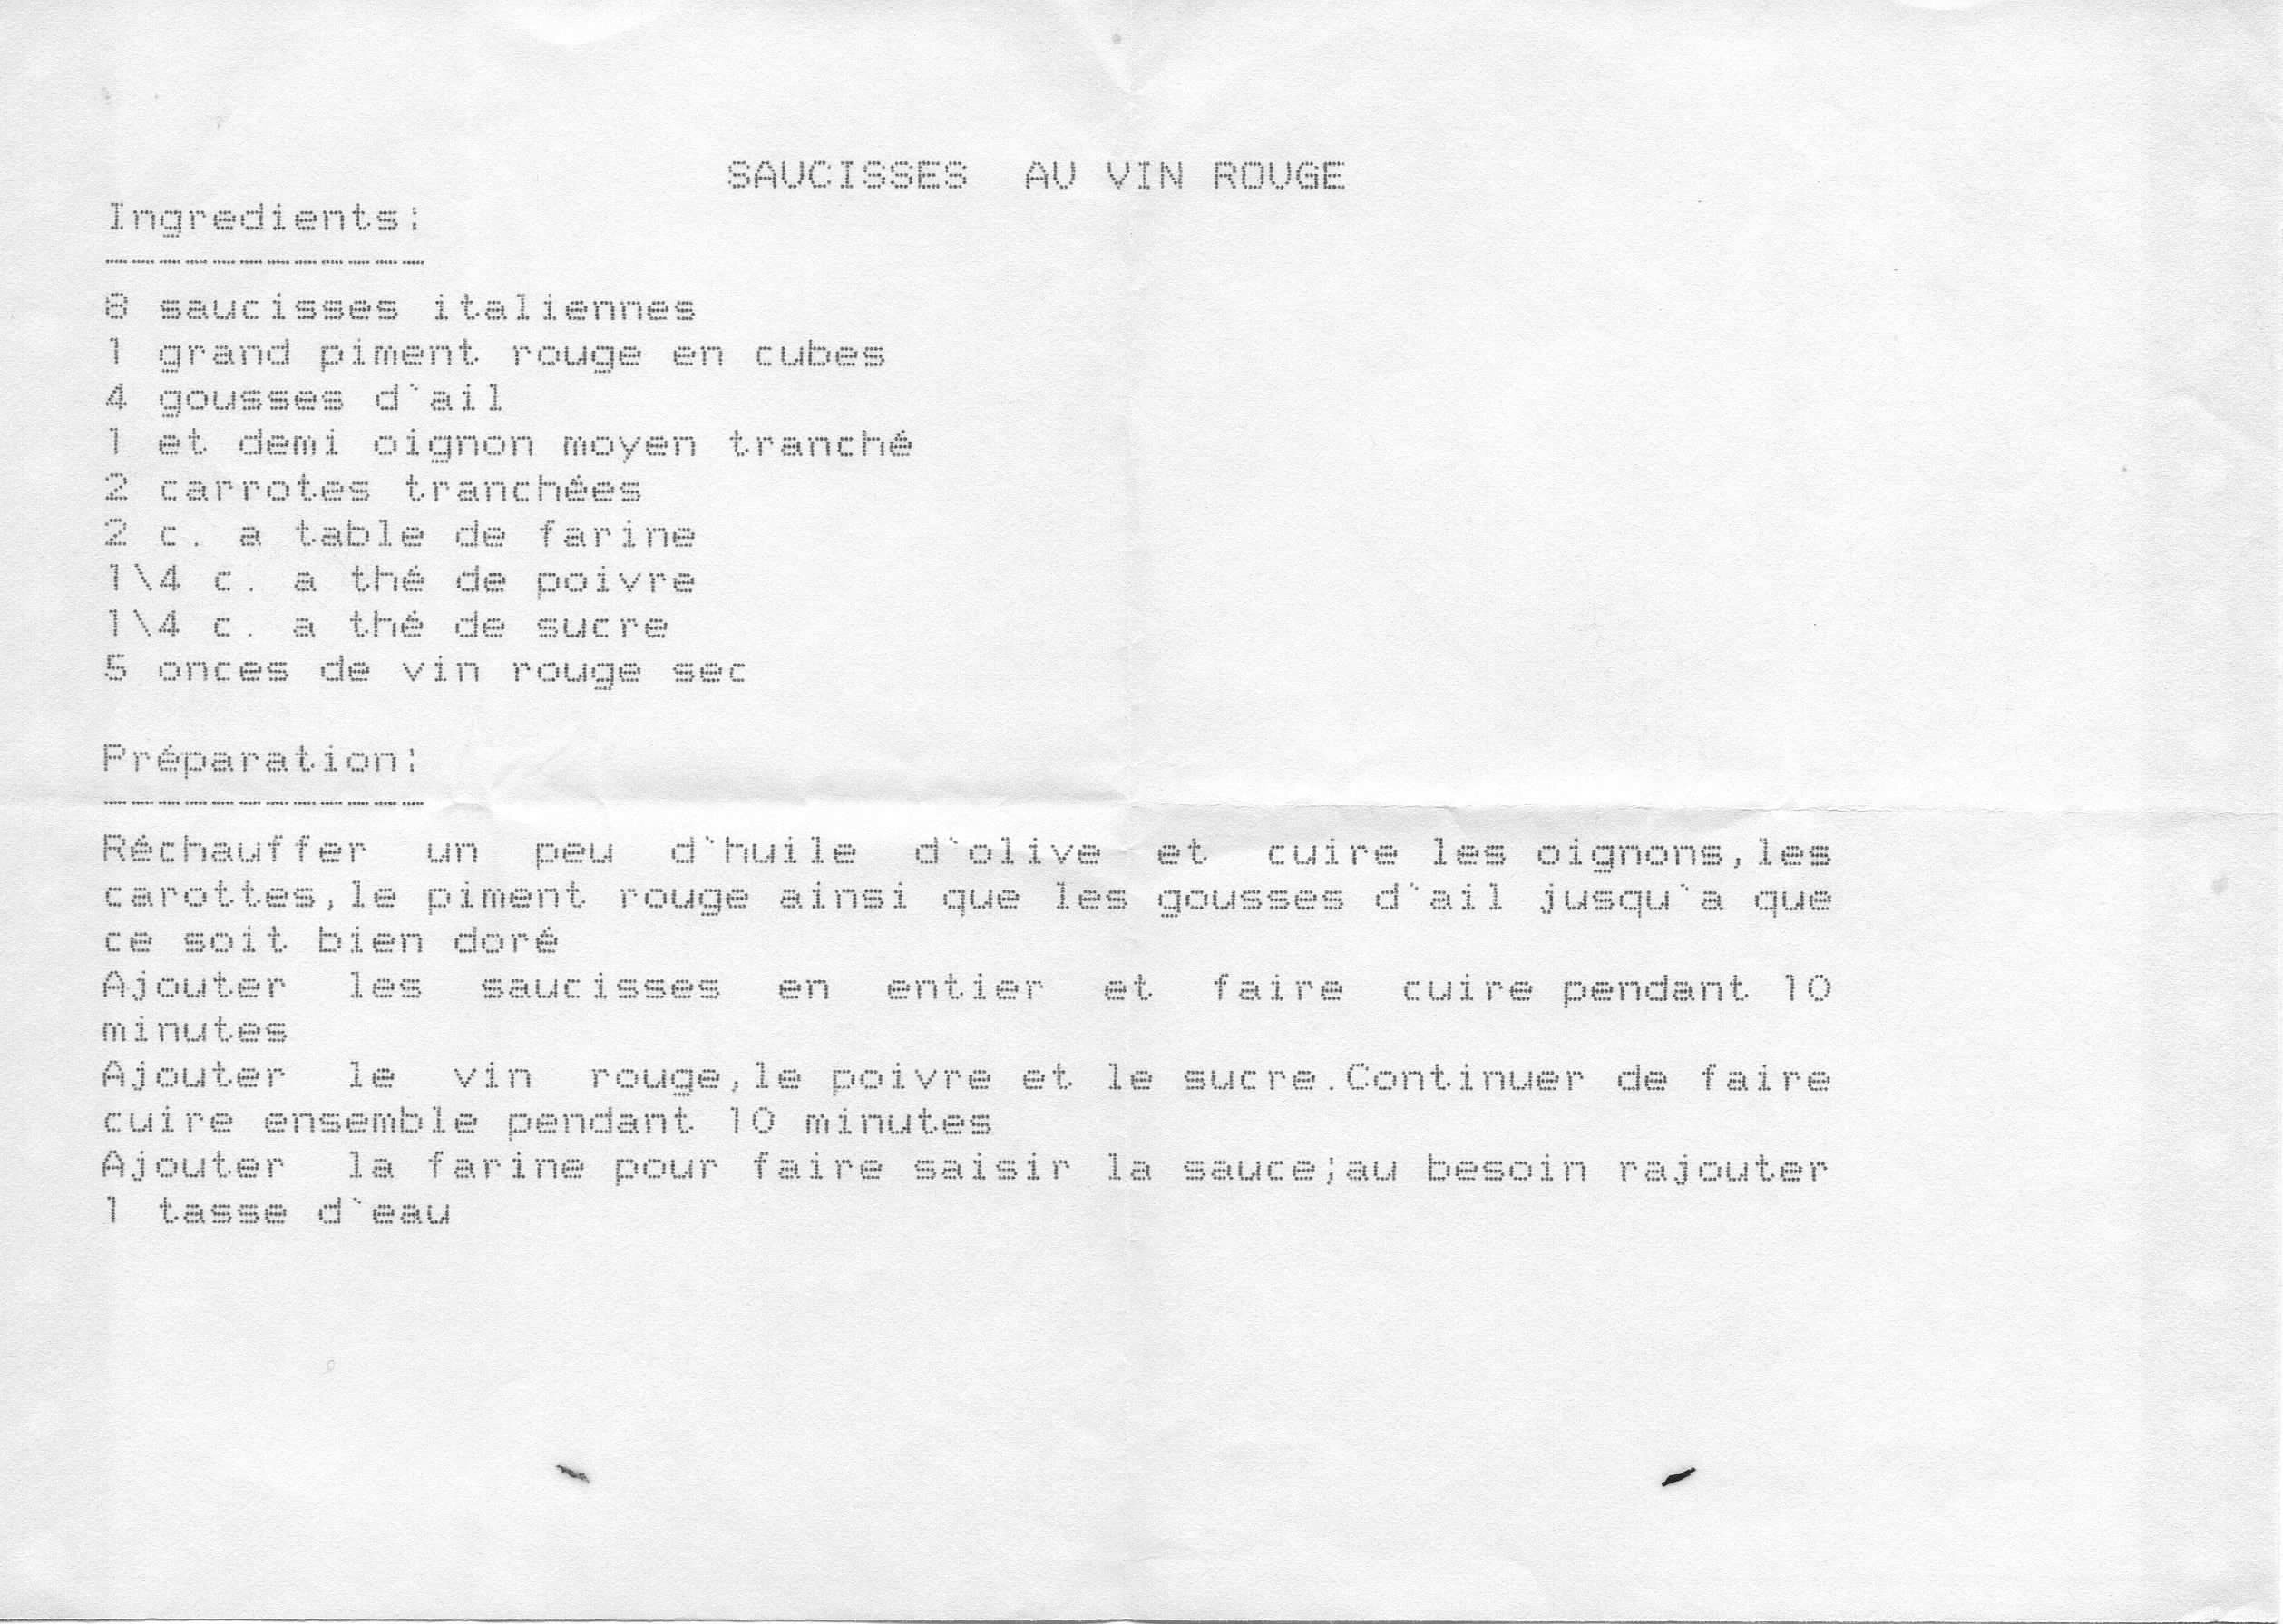 SAUCISSES  AU VIN ROUGE
Ingredients:
------------
8 saucisses italiennes
1 grand piment rouge en cubes
4 gousses d`ail
1 et demi oignon moyen tranché
2 carrotes tranchées
2 c. a table de farine
1\4 c. a thé de poivre
1\4 c. a thé de sucre
5 onces de vin rouge sec
Préparation:
------------
Réchauffer  un  peu  d`huile  d`olive  et  cuire les oignons,les
carottes,le piment rouge ainsi que les gousses d`ail jusqu`a que
ce soit bien doré
Ajouter  les  saucisses  en  entier  et  faire  cuire pendant 10
minutes
Ajouter  le  vin  rouge,le poivre et le sucre.Continuer de faire
cuire ensemble pendant 10 minutes
Ajouter  la farine pour faire saisir la sauce;au besoin rajouter
1 tasse d`eau